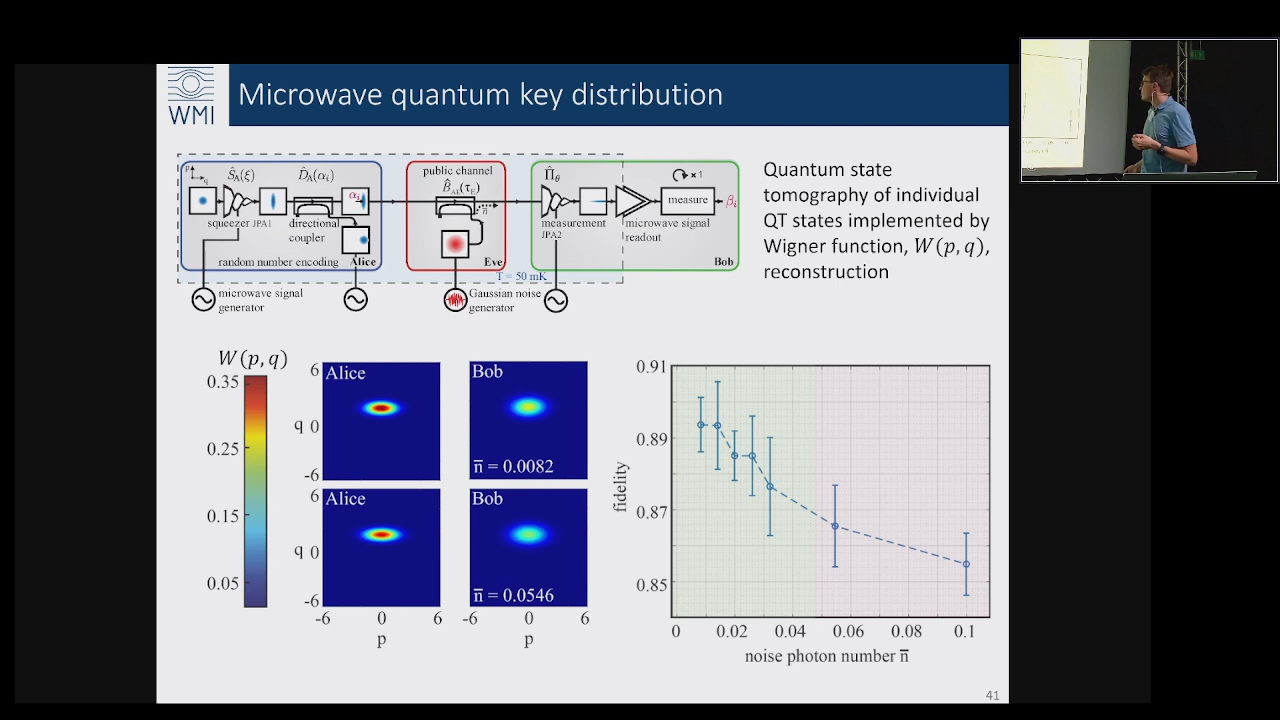 WMI
Microwave quantum key distribution
public channel
Ŝ_A(ξ)
D̂_A(α_i)
B̂_AE(τ_E)
Π̂_θ
× 1
p
q
α_i
n̄
measure
β_i
squeezer JPA1
directional
coupler
measurement
JPA2
microwave signal
readout
random number encoding
Alice
Eve
Bob
T = 50 mK
microwave signal
generator
Gaussian noise
generator
Quantum state
tomography of individual
QT states implemented by
Wigner function, W(p, q),
reconstruction
W(p, q)
0.35
0.25
0.15
0.05
6
q 0
-6
Alice
Bob
n̄ = 0.0082
6
q 0
-6
Alice
Bob
n̄ = 0.0546
-6 0 6
p
-6 0 6
p
0.91
0.89
0.87
0.85
fidelity
0 0.02 0.04 0.06 0.08 0.1
noise photon number n̄
41